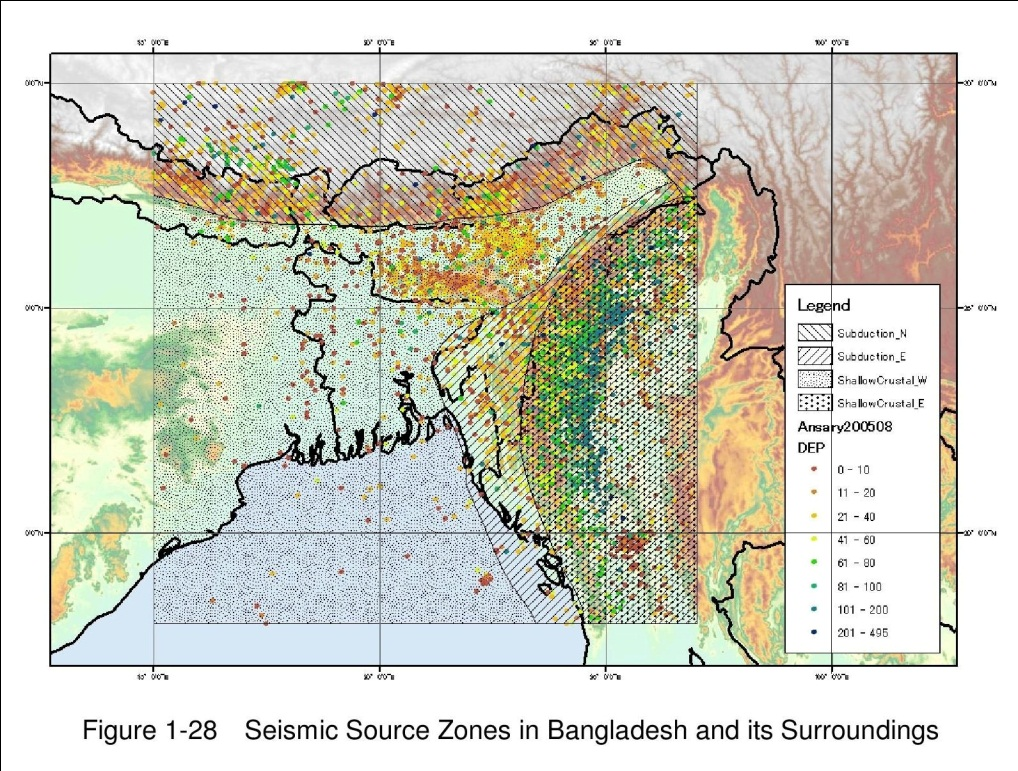 Legend
Subduction_N
Subduction_E
ShallowCrustal_W
ShallowCrustal_E
Ansary200508
DEP
0 - 10
11 - 20
21 - 40
41 - 60
61 - 80
81 - 100
101 - 200
201 - 495
Figure 1-28 Seismic Source Zones in Bangladesh and its Surroundings